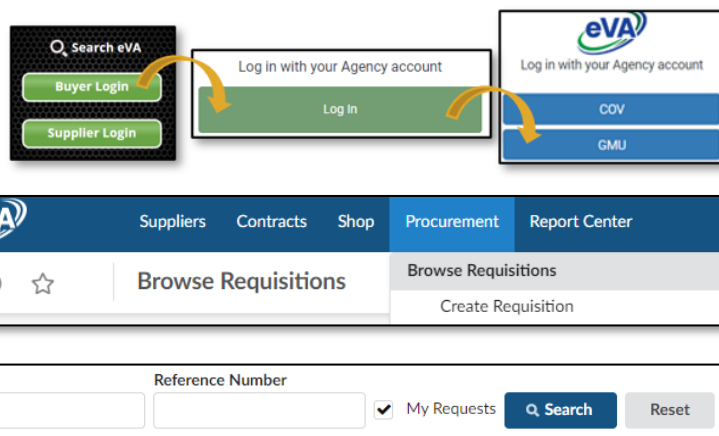 Search eVA
Buyer Login
Supplier Login
Log in with your Agency account
Log In
eVA
Log in with your Agency account
COV
GMU
Suppliers Contracts Shop Procurement Report Center
Browse Requisitions
Browse Requisitions
Create Requisition
Reference Number
My Requests Search Reset